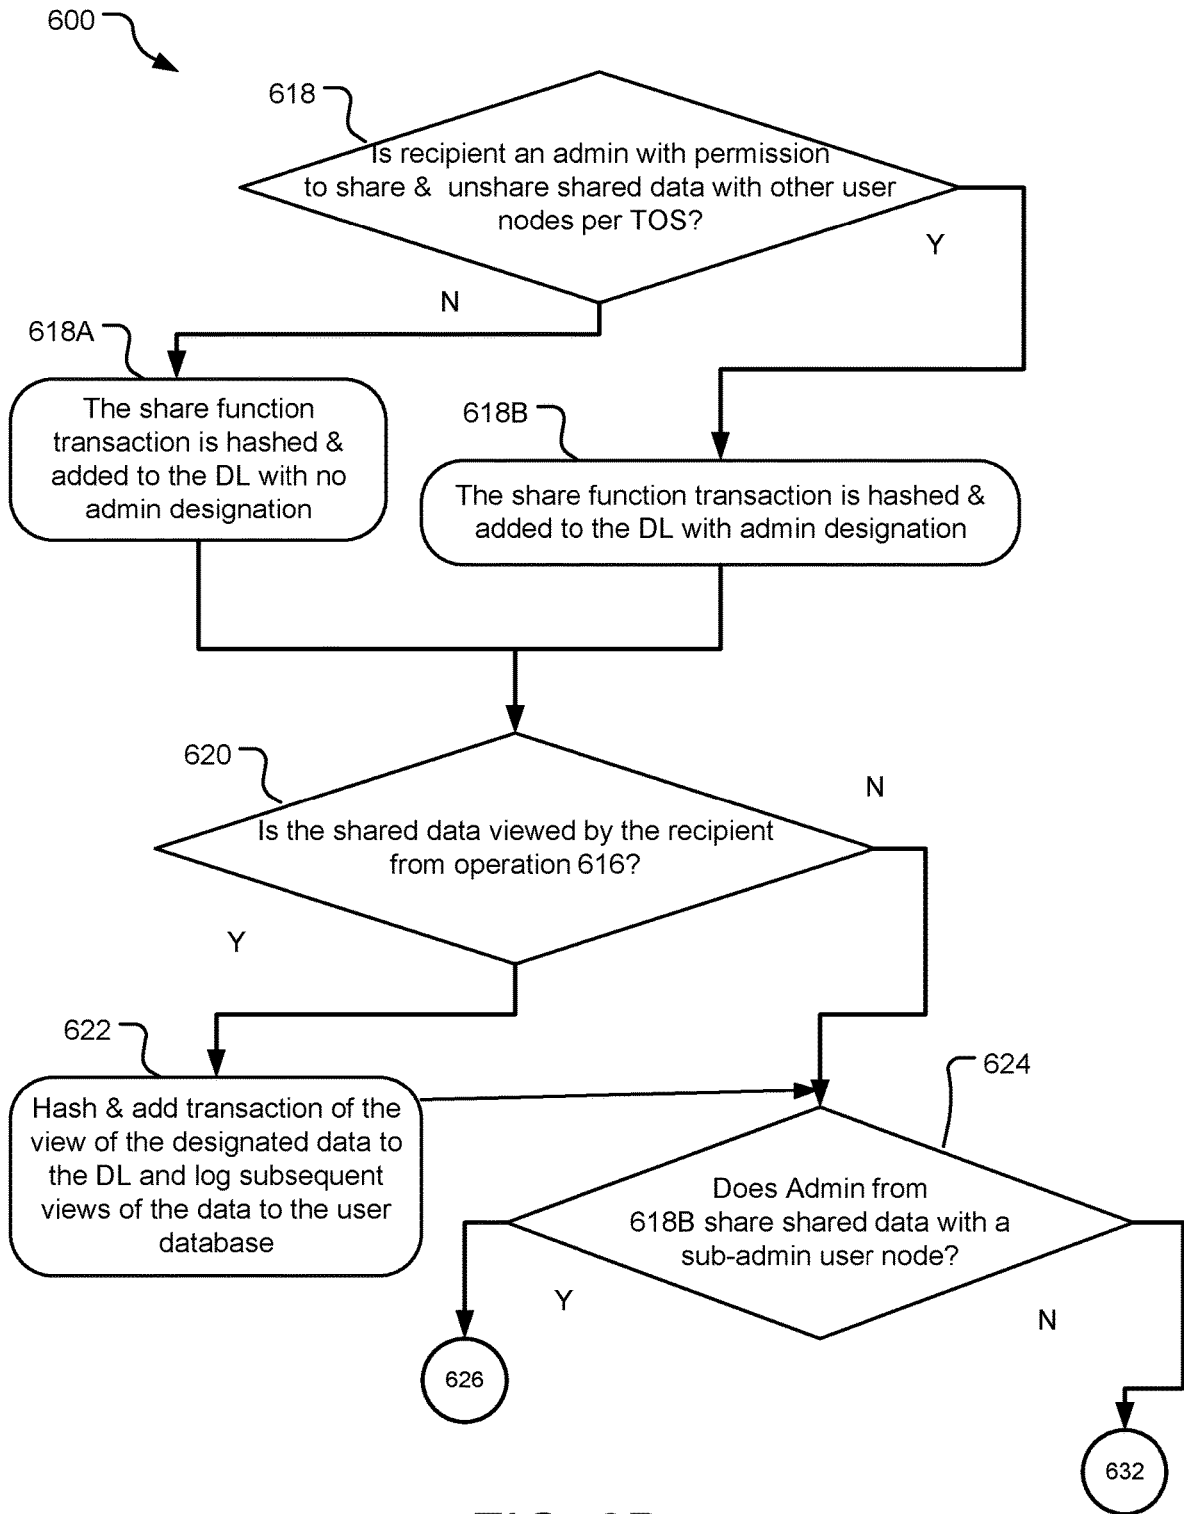 600
618
Is recipient an admin with permission
to share & unshare shared data with other user
nodes per TOS?
Y
N
618A
The share function
transaction is hashed &
added to the DL with no
admin designation
618B
The share function transaction is hashed &
added to the DL with admin designation
620
N
Is the shared data viewed by the recipient
from operation 616?
Y
622
Hash & add transaction of the
view of the designated data to
the DL and log subsequent
views of the data to the user
database
624
Does Admin from
618B share shared data with a
sub-admin user node?
Y
N
626
632